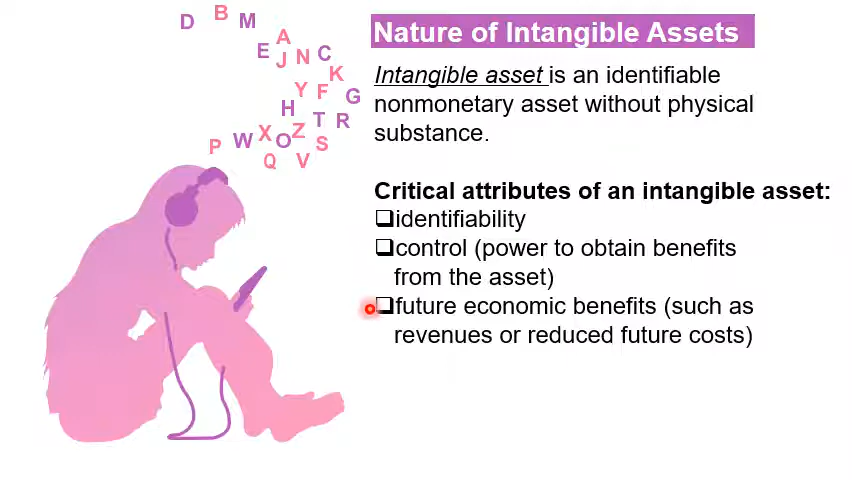 D B M
E A
J N C
K
Y F G
H T R
P W X O Z S
Q V
Nature of Intangible Assets
Intangible asset is an identifiable
nonmonetary asset without physical
substance.
Critical attributes of an intangible asset:
❑identifiability
❑control (power to obtain benefits
from the asset)
❑future economic benefits (such as
revenues or reduced future costs)